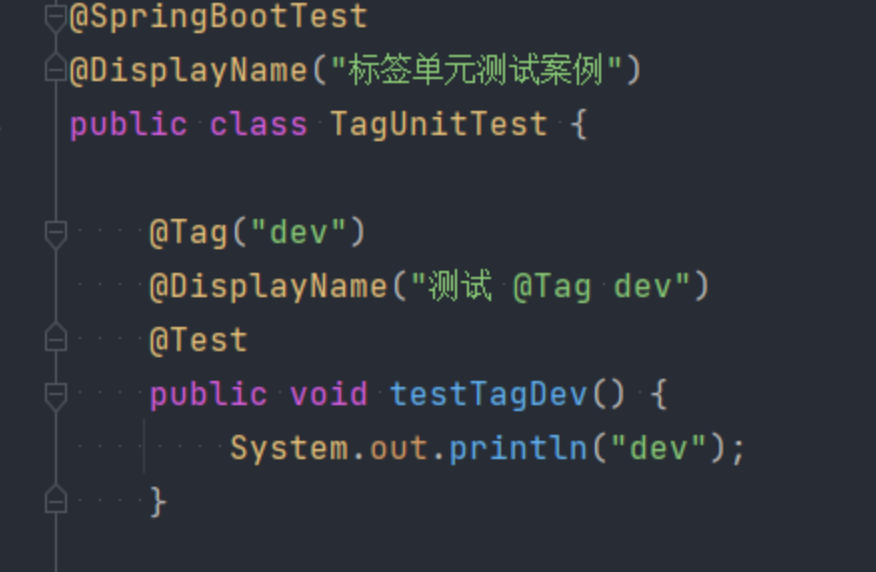 @SpringBootTest
@DisplayName("标签单元测试案例")
public class TagUnitTest {
@Tag("dev")
@DisplayName("测试 @Tag dev")
@Test
public void testTagDev() {
System.out.println("dev");
}